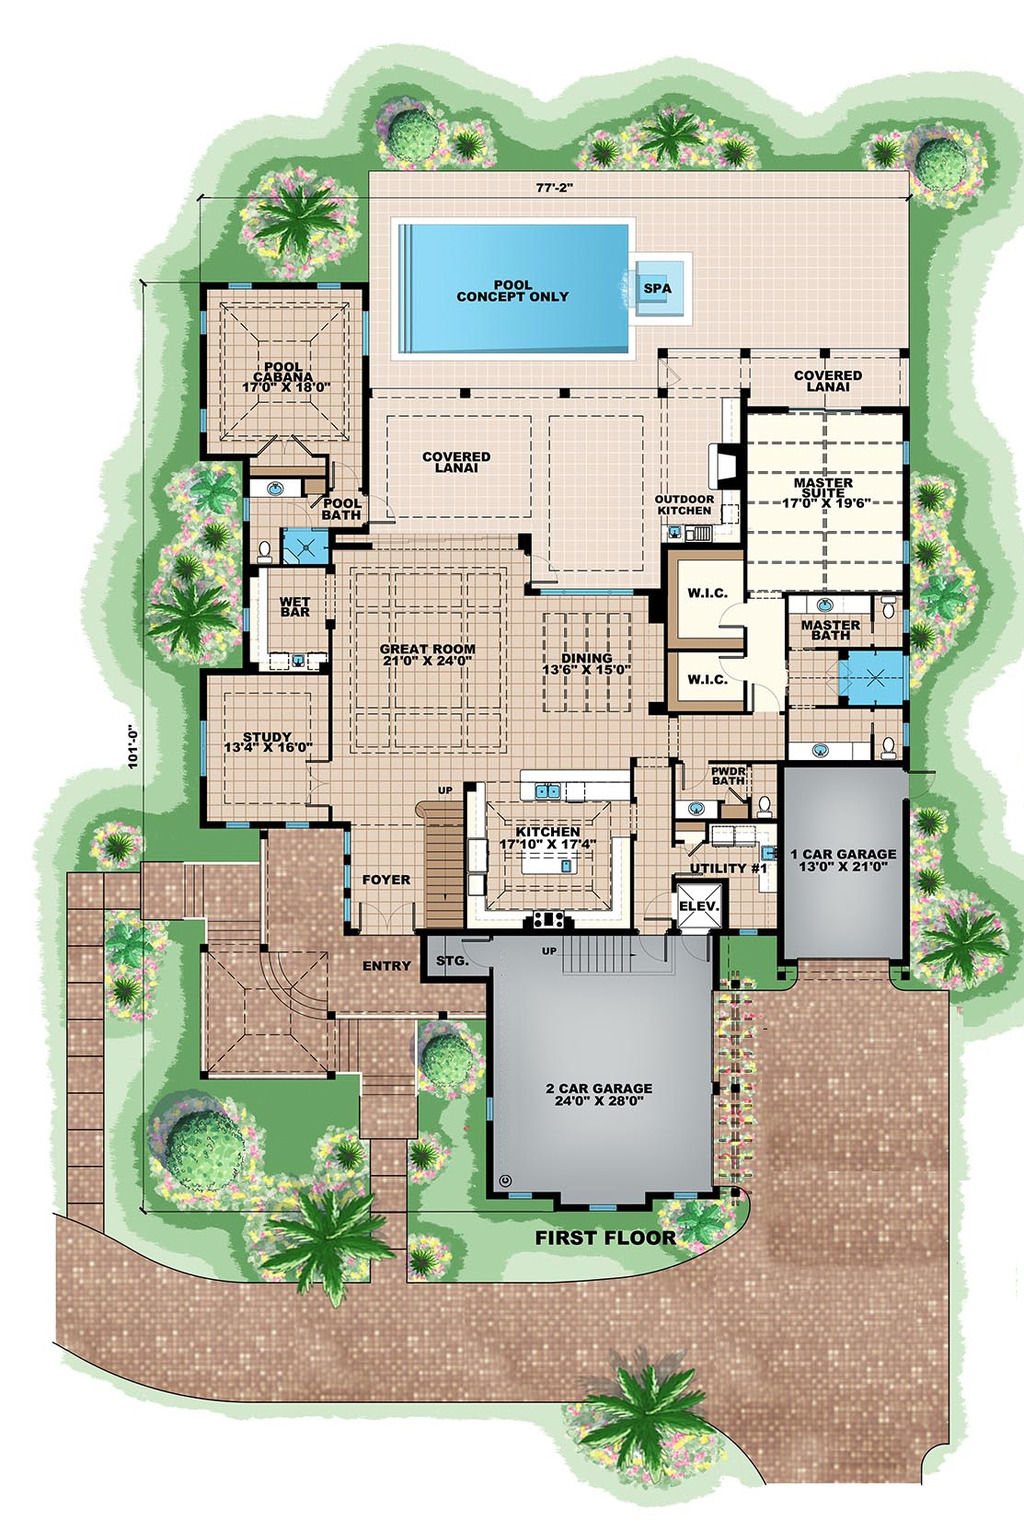 77'-2"
POOL
CONCEPT ONLY
SPA
POOL
CABANA
17'0" X 18'0"
COVERED
LANAI
COVERED
LANAI
MASTER
SUITE
17'0" X 19'6"
POOL
BATH
OUTDOOR
KITCHEN
WET
BAR
W.I.C.
MASTER
BATH
GREAT ROOM
21'0" X 24'0"
DINING
13'6" X 15'0"
W.I.C.
STUDY
13'4" X 16'0"
101'-0"
PWDR
BATH
UP
KITCHEN
17'10" X 17'4"
1 CAR GARAGE
13'0" X 21'0"
UTILITY #1
FOYER
ELEV.
ENTRY
STG.
UP
2 CAR GARAGE
24'0" X 28'0"
©
FIRST FLOOR